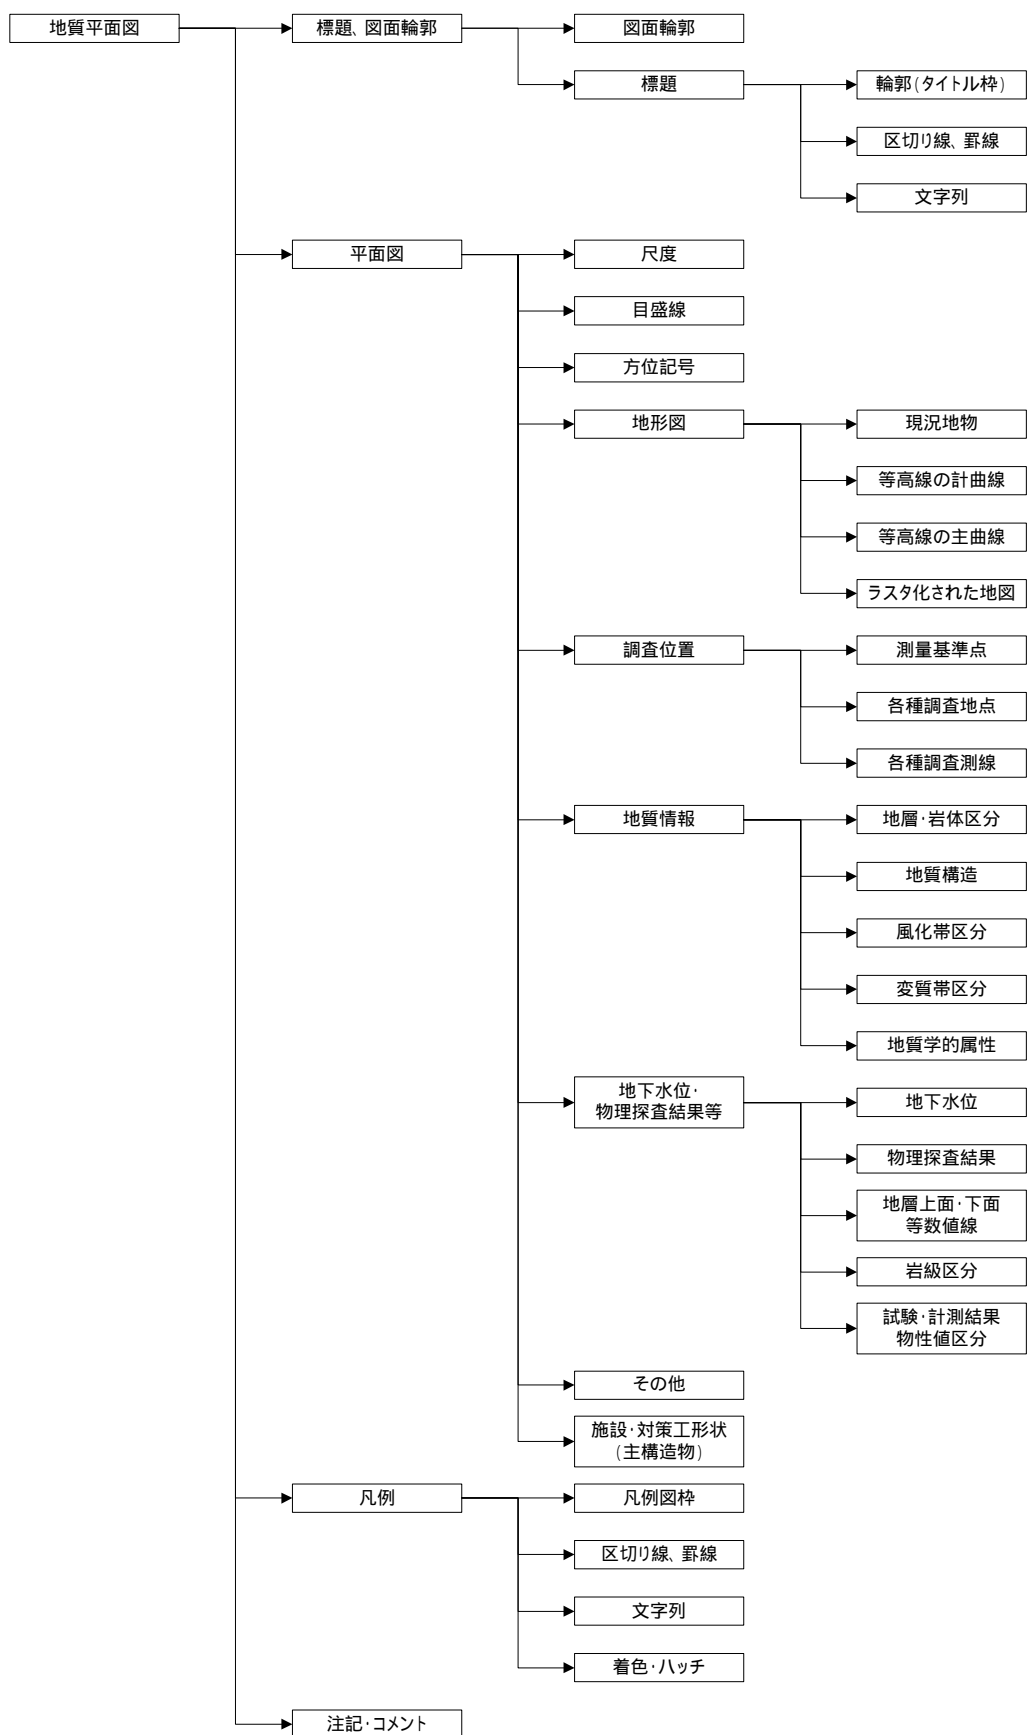 地質平面図
標題、図面輪郭
図面輪郭
標題
輪郭(タイトル枠)
区切り線、罫線
文字列
平面図
尺度
目盛線
方位記号
地形図
現況地物
等高線の計曲線
等高線の主曲線
ラスタ化された地図
調査位置
測量基準点
各種調査地点
各種調査測線
地質情報
地層・岩体区分
地質構造
風化帯区分
変質帯区分
地質学的属性
地下水位・
物理探査結果等
地下水位
物理探査結果
地層上面・下面
等数値線
岩級区分
試験・計測結果
物性値区分
その他
施設・対策工形状
(主構造物)
凡例
凡例図枠
区切り線、罫線
文字列
着色・ハッチ
注記・コメント